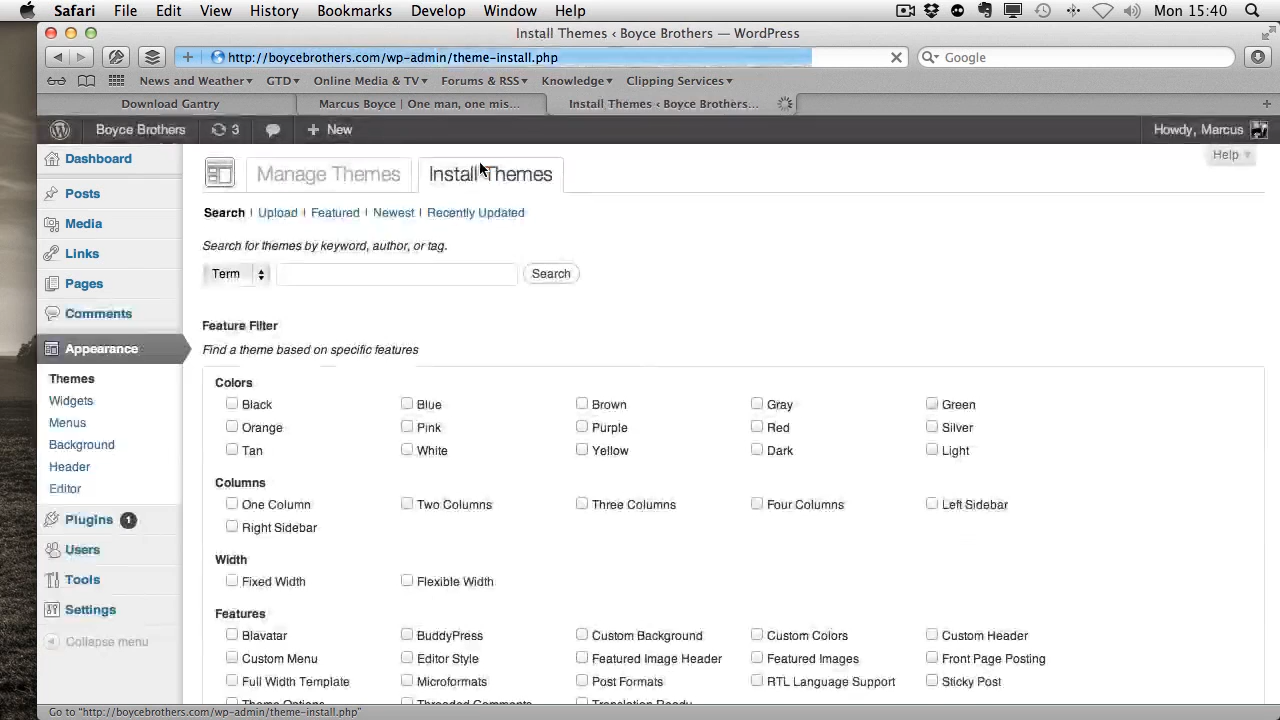 Safari File Edit View History Bookmarks Develop Window Help Mon 15:40
Install Themes ‹ Boyce Brothers — WordPress
http://boycebrothers.com/wp-admin/theme-install.php Google
News and Weather▾ GTD▾ Online Media & TV▾ Forums & RSS▾ Knowledge▾ Clipping Services▾
Download Gantry Marcus Boyce | One man, one mis... Install Themes ‹ Boyce Brothers...
Boyce Brothers 3 + New Howdy, Marcus
Help
Dashboard
Posts
Media
Links
Pages
Comments
Appearance
Themes
Widgets
Menus
Background
Header
Editor
Plugins 1
Users
Tools
Settings
Collapse menu
Manage Themes Install Themes
Search | Upload | Featured | Newest | Recently Updated
Search for themes by keyword, author, or tag.
Term Search
Feature Filter
Find a theme based on specific features
Colors
Black Blue Brown Gray Green
Orange Pink Purple Red Silver
Tan White Yellow Dark Light
Columns
One Column Two Columns Three Columns Four Columns Left Sidebar
Right Sidebar
Width
Fixed Width Flexible Width
Features
Blavatar BuddyPress Custom Background Custom Colors Custom Header
Custom Menu Editor Style Featured Image Header Featured Images Front Page Posting
Full Width Template Microformats Post Formats RTL Language Support Sticky Post
Theme Options Threaded Comments Translation Ready
Go to "http://boycebrothers.com/wp-admin/theme-install.php"